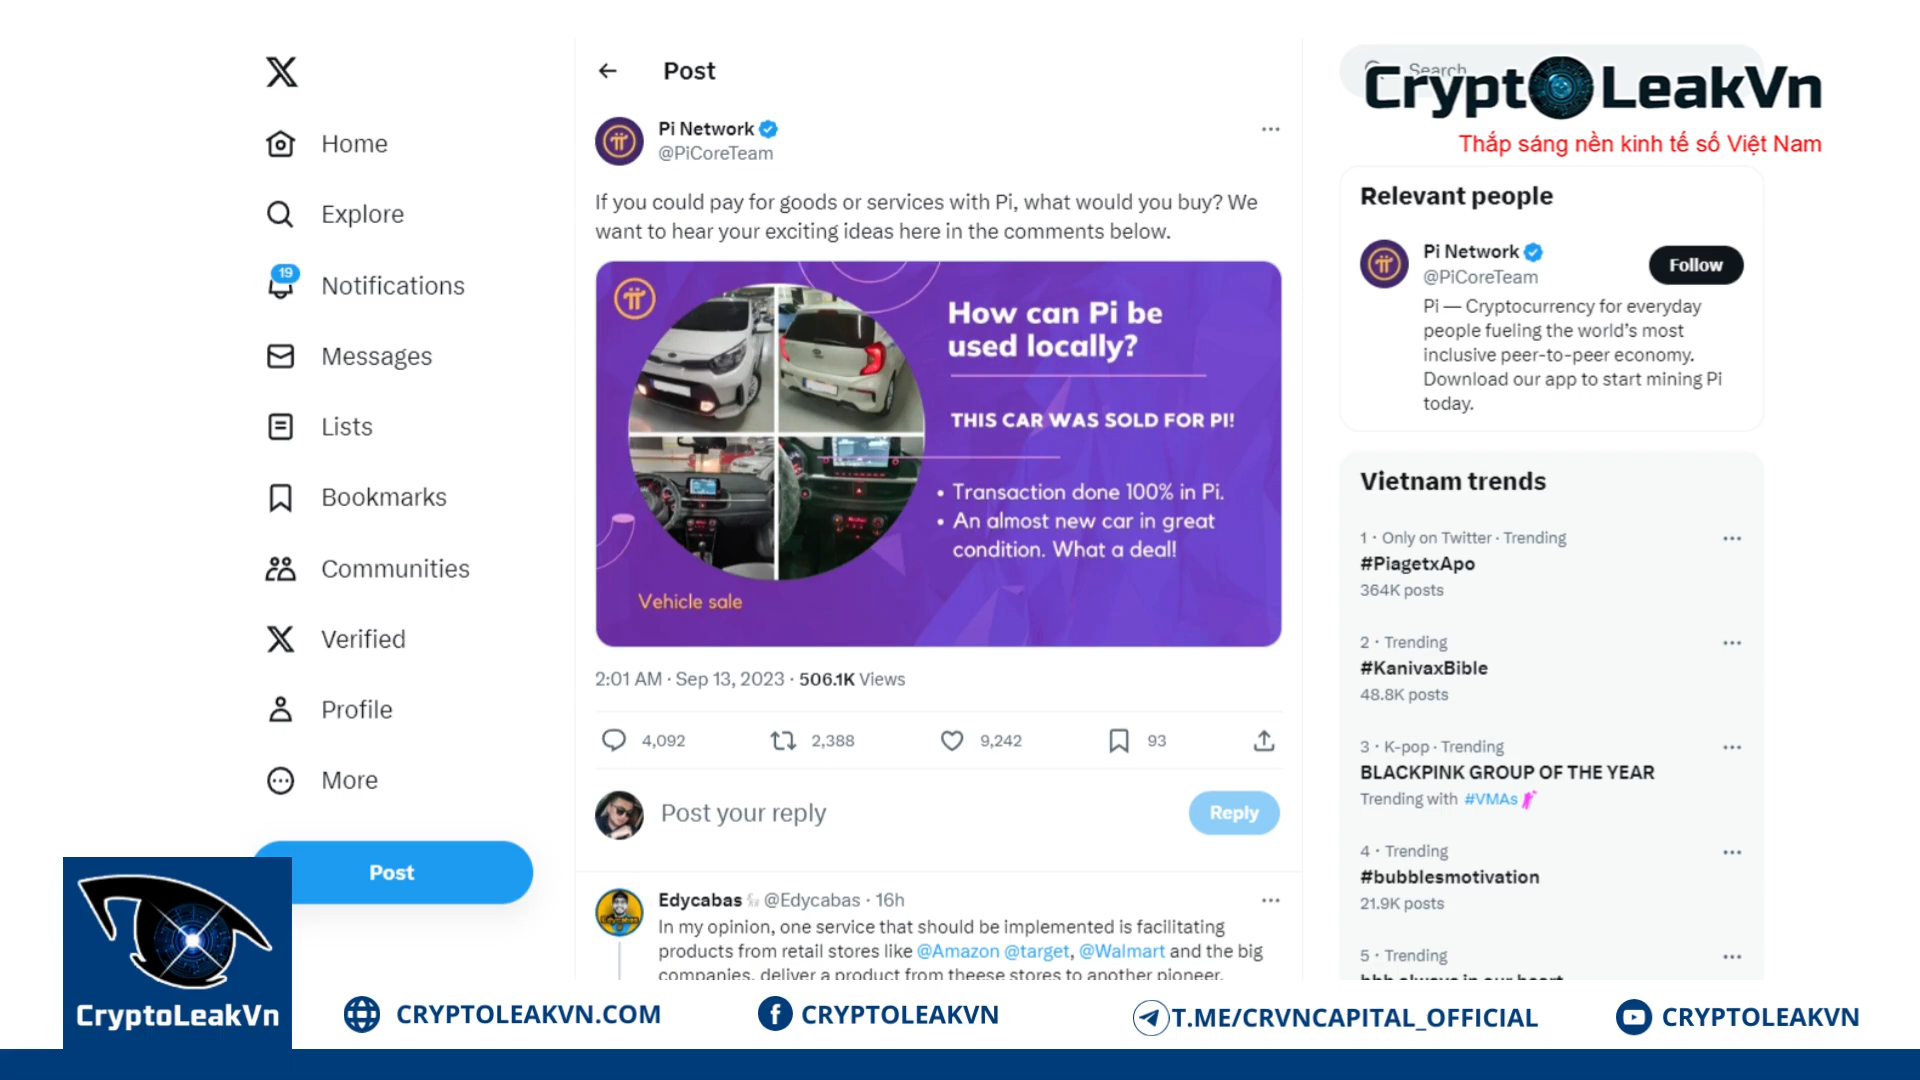 Home
Explore
19
Notifications
Messages
Lists
Bookmarks
Communities
Verified
Profile
More
Post
Post
Pi Network
@PiCoreTeam
If you could pay for goods or services with Pi, what would you buy? We
want to hear your exciting ideas here in the comments below.
How can Pi be
used locally?
THIS CAR WAS SOLD FOR PI!
• Transaction done 100% in Pi.
• An almost new car in great
condition. What a deal!
Vehicle sale
2:01 AM · Sep 13, 2023 · 506.1K Views
4,092 2,388 9,242 93
Post your reply
Reply
Edycabas @Edycabas · 16h
In my opinion, one service that should be implemented is facilitating
products from retail stores like @Amazon @target, @Walmart and the big
companies, deliver a product from theese stores to another pioneer.
Search
CryptoLeakVn
Thắp sáng nền kinh tế số Việt Nam
Relevant people
Pi Network
@PiCoreTeam
Follow
Pi — Cryptocurrency for everyday
people fueling the world's most
inclusive peer-to-peer economy.
Download our app to start mining Pi
today.
Vietnam trends
1 · Only on Twitter · Trending
#PiagetxApo
364K posts
2 · Trending
#KanivaxBible
48.8K posts
3 · K-pop · Trending
BLACKPINK GROUP OF THE YEAR
Trending with #VMAs
4 · Trending
#bubblesmotivation
21.9K posts
5 · Trending
bbb always in our heart
CryptoLeakVn
CRYPTOLEAKVN.COM
CRYPTOLEAKVN
T.ME/CRVNCAPITAL_OFFICIAL
CRYPTOLEAKVN